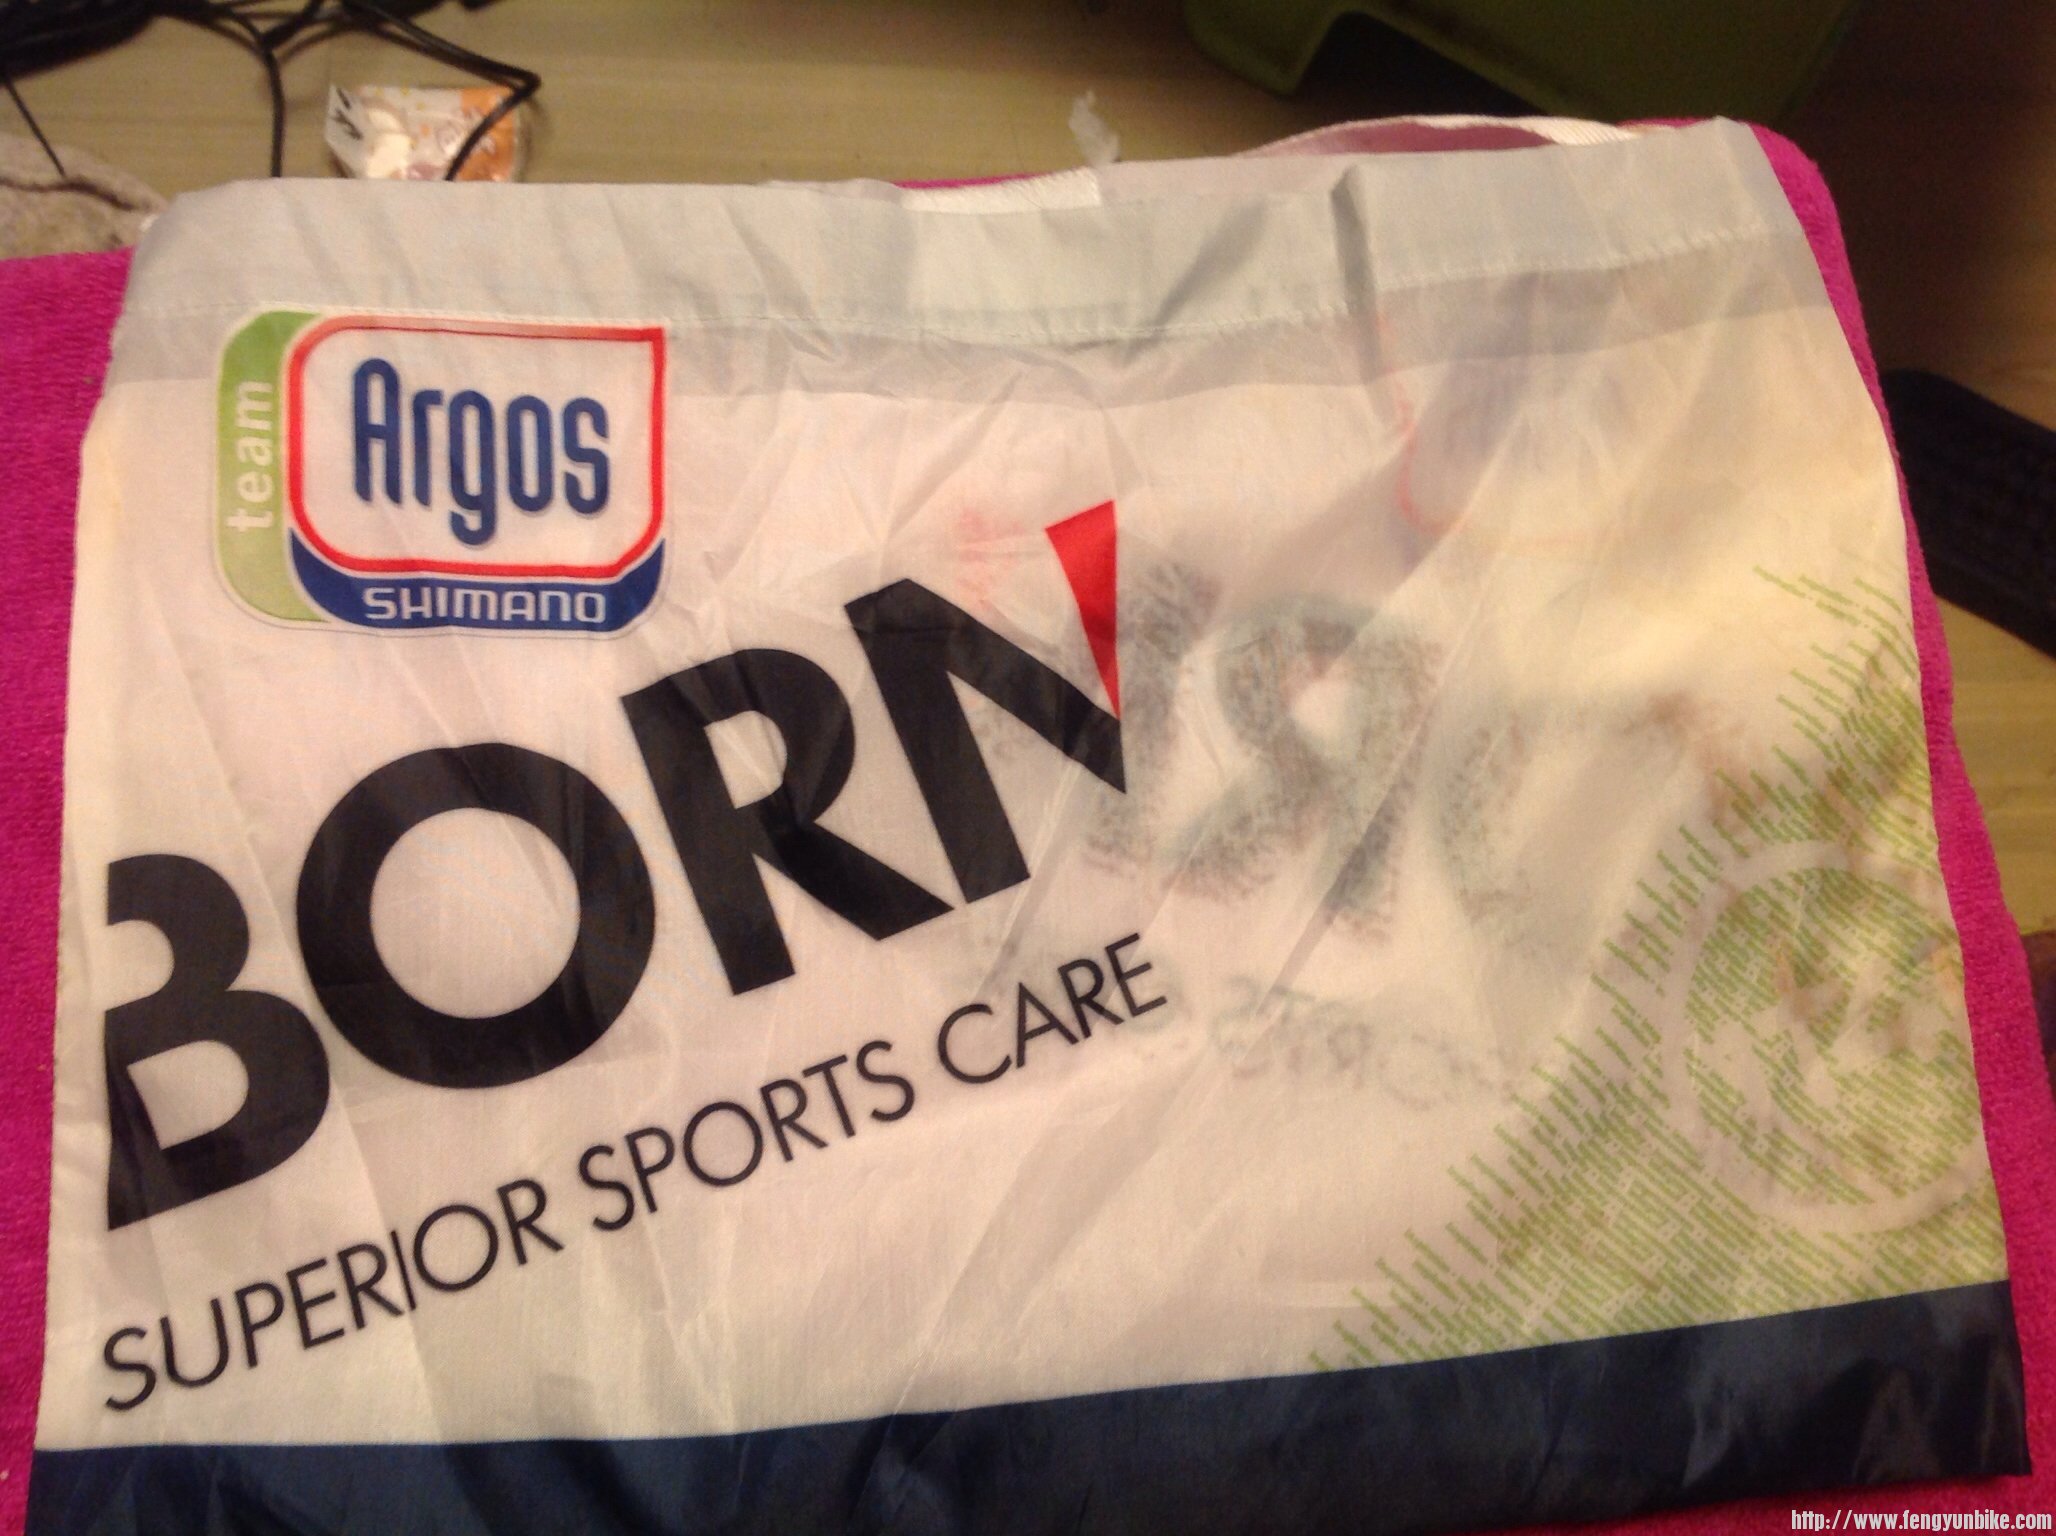 team
Argos
SHIMANO
BORN
SUPERIOR SPORTS CARE
http://www.fengyunbike.com